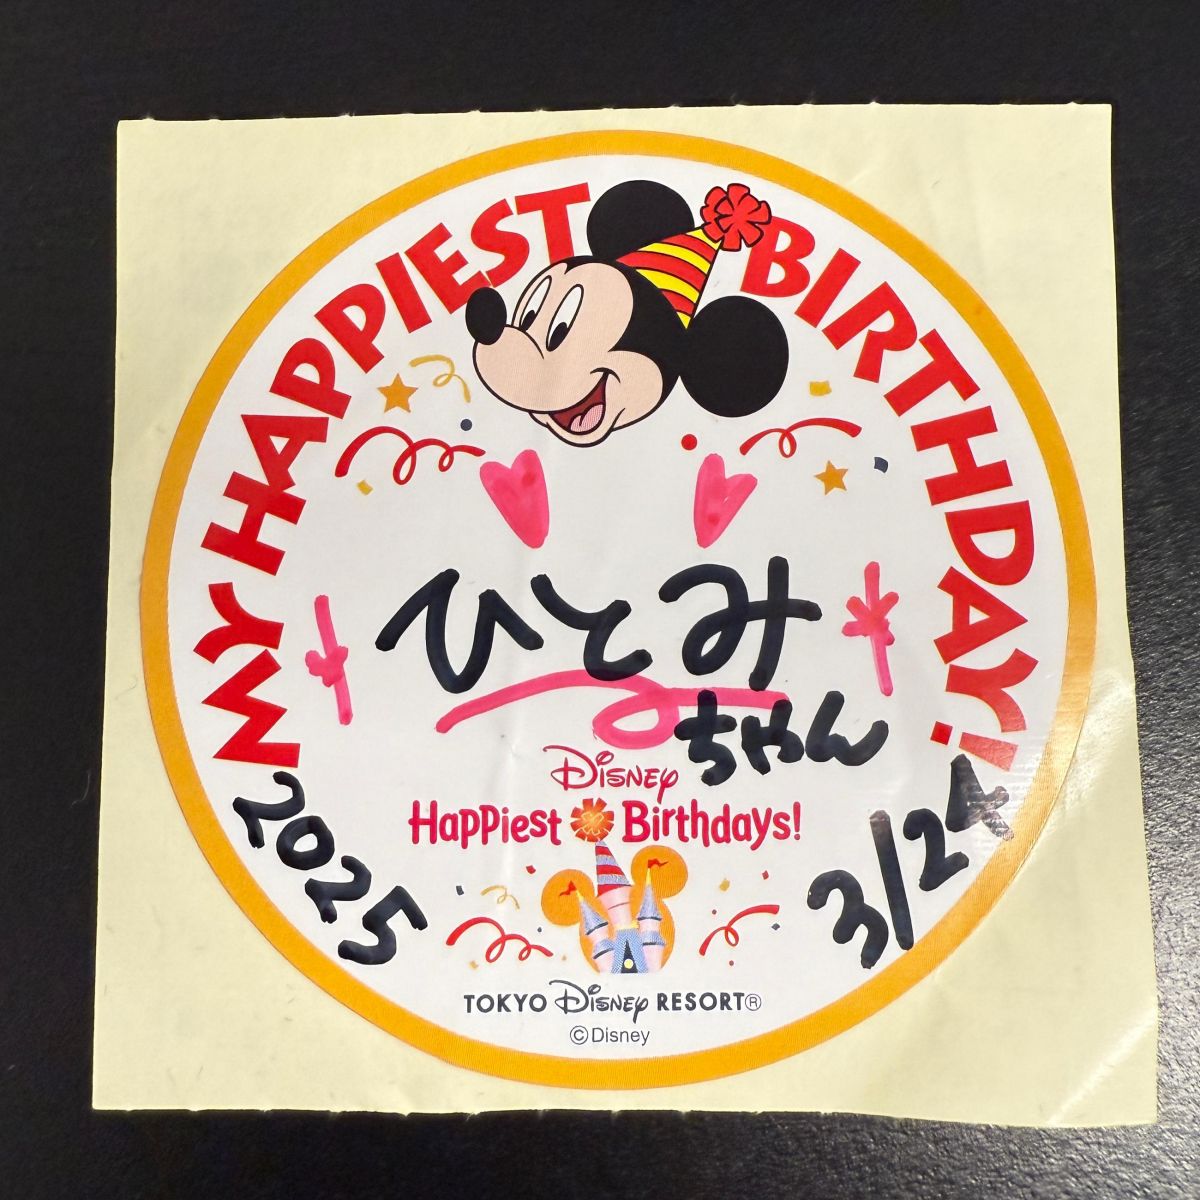 MY HAPPIEST BIRTHDAY!
ひとみ
ちゃん
Disney
HaPPiest Birthdays!
2025
3/24
TOKYO Disney RESORT®
©Disney